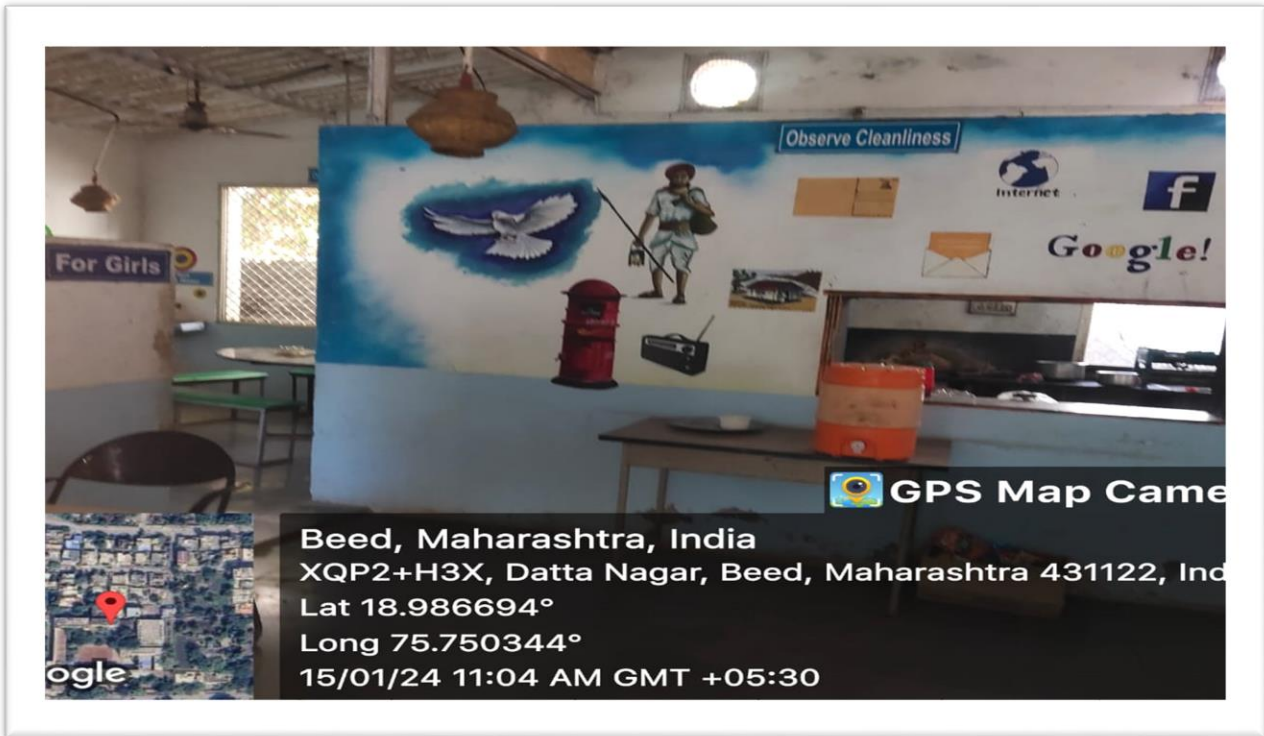 Observe Cleanliness
Internet
f
Google!
For Girls
GPS Map Came
Beed, Maharashtra, India
XQP2+H3X, Datta Nagar, Beed, Maharashtra 431122, Ind
Lat 18.986694°
Long 75.750344°
15/01/24 11:04 AM GMT +05:30
ogle